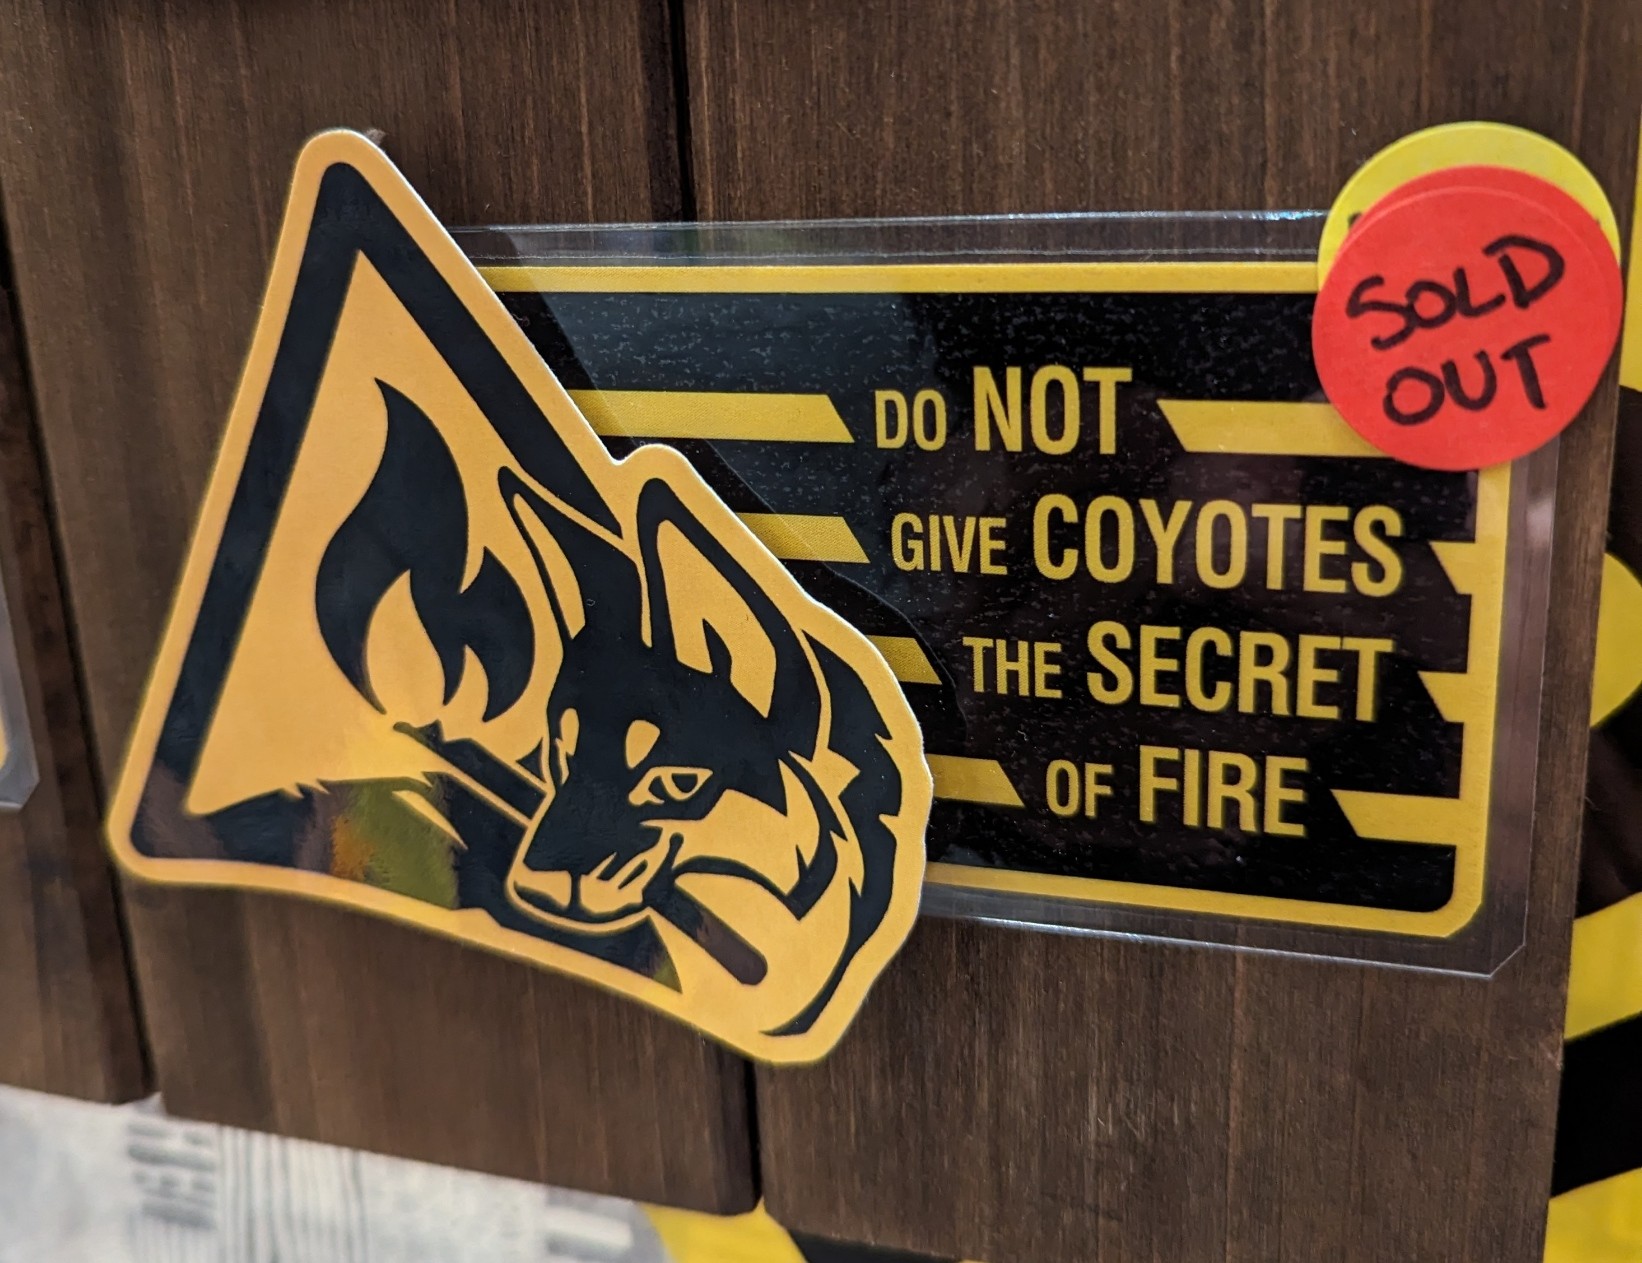 DO NOT
GIVE COYOTES
THE SECRET
OF FIRE
SOLD
OUT